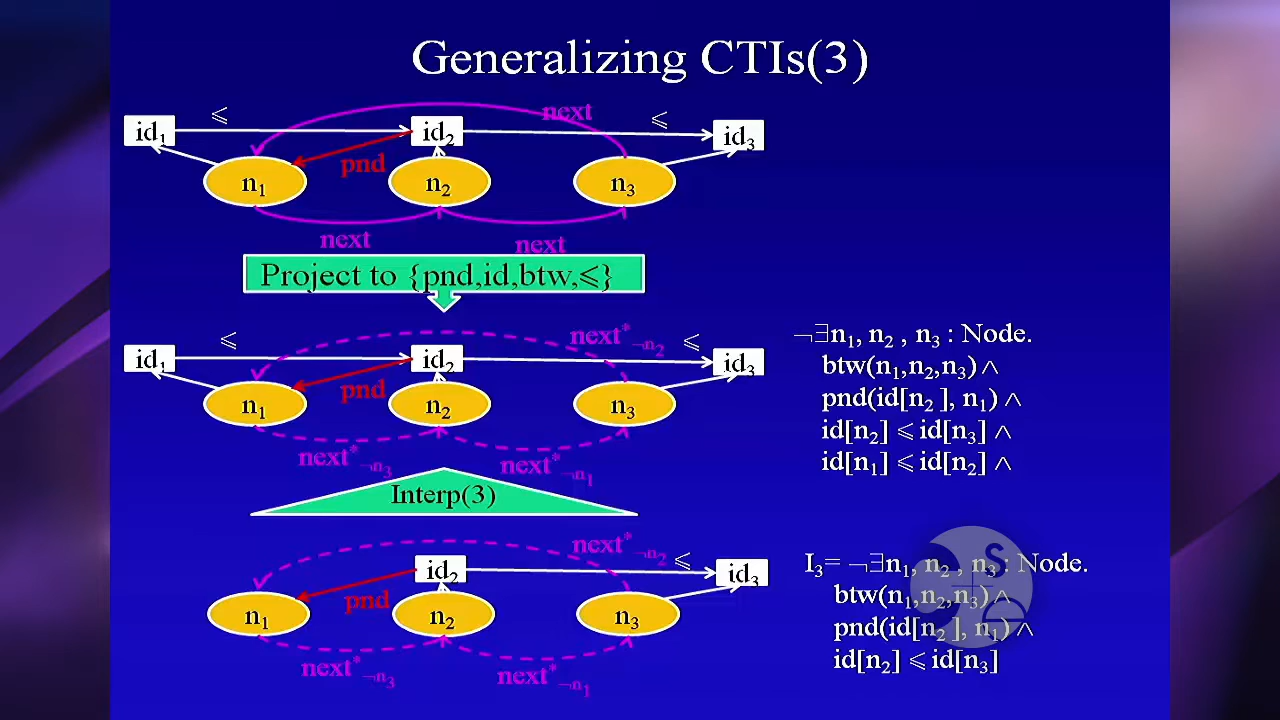 Generalizing CTIs(3)
⩽ next ⩽
id₁ id₂ id₃
pnd
n₁ n₂ n₃
next next
Project to {pnd,id,btw,⩽}
⩽ next*¬n₂ ⩽
id₁ id₂ id₃
pnd
n₁ n₂ n₃
next*¬n₃ next*¬n₁
¬∃n₁, n₂ , n₃ : Node.
btw(n₁,n₂,n₃) ∧
pnd(id[n₂ ], n₁) ∧
id[n₂] ⩽ id[n₃] ∧
id[n₁] ⩽ id[n₂] ∧
Interp(3)
next*¬n₂ ⩽
id₂ id₃
pnd
n₁ n₂ n₃
next*¬n₃ next*¬n₁
I₃= ¬∃n₁, n₂ , n₃ : Node.
btw(n₁,n₂,n₃) ∧
pnd(id[n₂ ], n₁) ∧
id[n₂] ⩽ id[n₃]